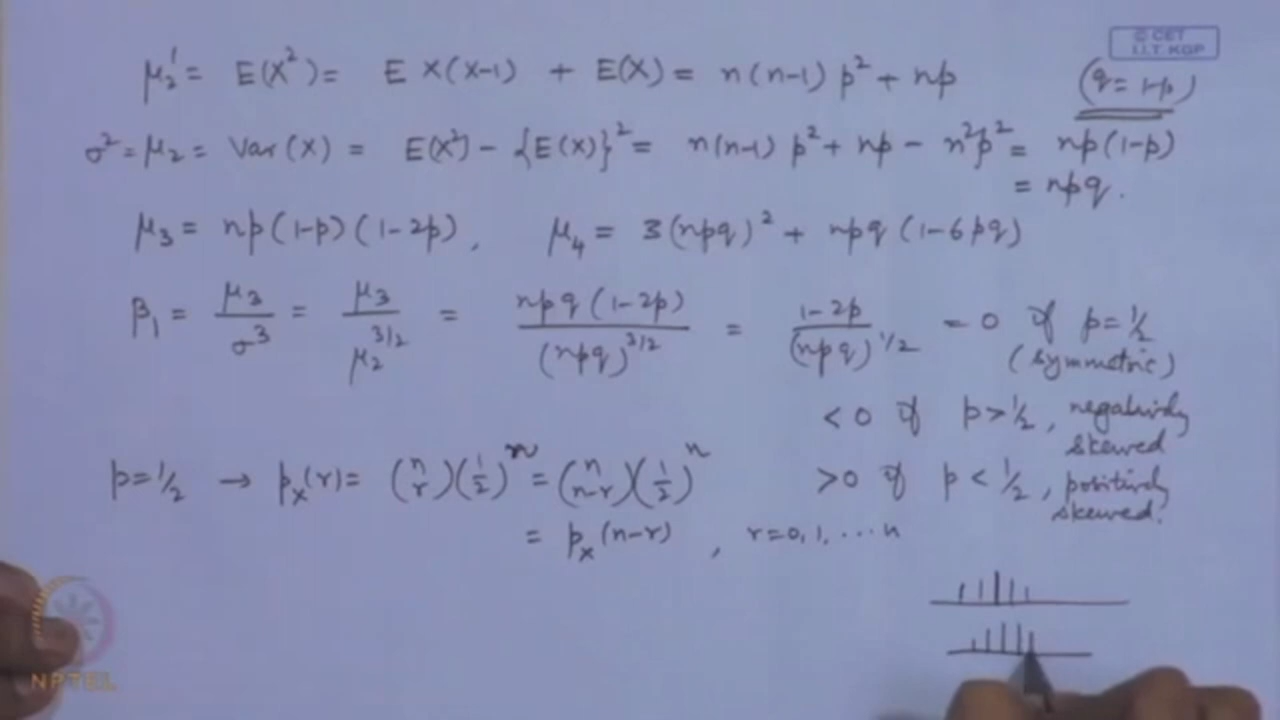 © CET
I.I.T. KGP
μ₂' = E(X²) = E X(X-1) + E(X) = n(n-1) p² + np (q = 1-p)
σ² = μ₂ = Var(X) = E(X²) - {E(X)}² = n(n-1) p² + np - n²p² = np(1-p)
= npq.
μ₃ = np(1-p)(1-2p), μ₄ = 3(npq)² + npq(1-6pq)
β₁ = μ₃/σ³ = μ₃/μ₂^(3/2) = npq(1-2p)/(npq)^(3/2) = (1-2p)/(npq)^(1/2) = 0 if p = 1/2
(symmetric)
< 0 if p > 1/2, negatively
skewed
p = 1/2 → p_X(r) = (n r)(1/2)^n = (n n-r)(1/2)^n > 0 if p < 1/2, positively
skewed.
= p_X(n-r), r = 0, 1, ... n
NPTEL